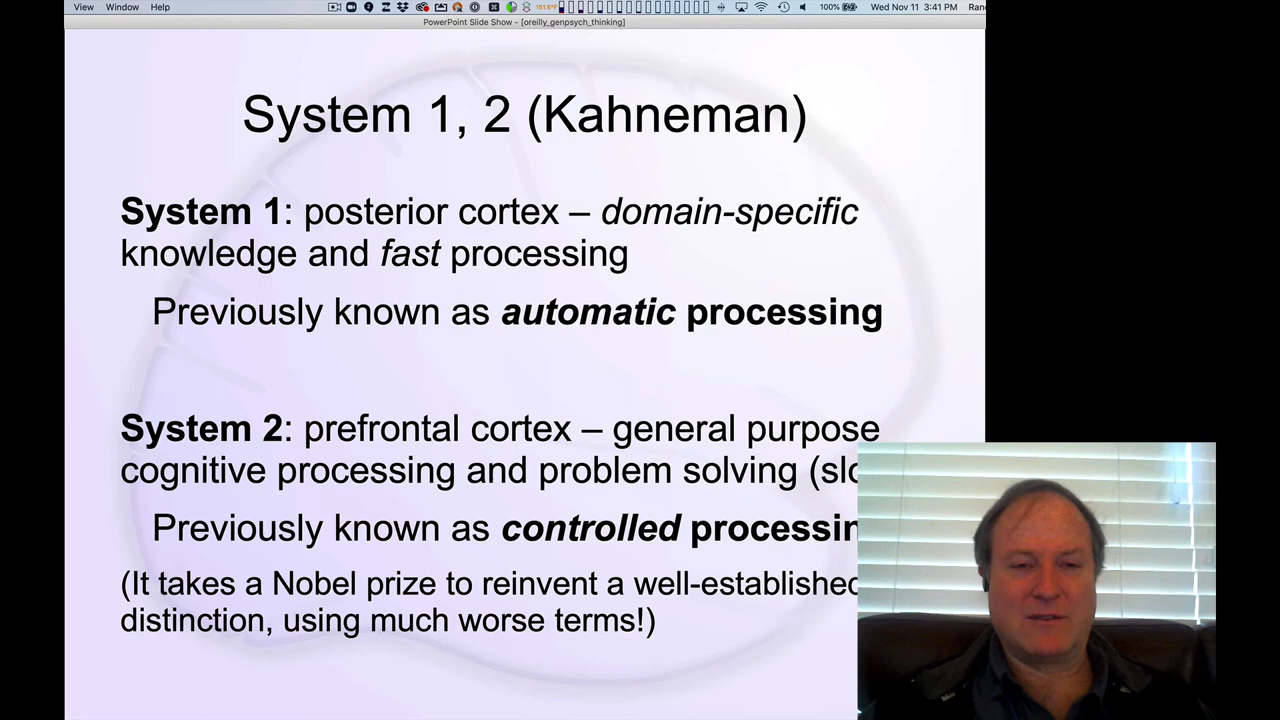 View Window Help 151.6°F 100% Wed Nov 11 3:41 PM
PowerPoint Slide Show - [oreilly_genpsych_thinking]
System 1, 2 (Kahneman)
System 1: posterior cortex – domain-specific
knowledge and fast processing
Previously known as automatic processing
System 2: prefrontal cortex – general purpose
cognitive processing and problem solving
Previously known as controlled
(It takes a Nobel prize to reinvent a well-established
distinction, using much worse terms!)